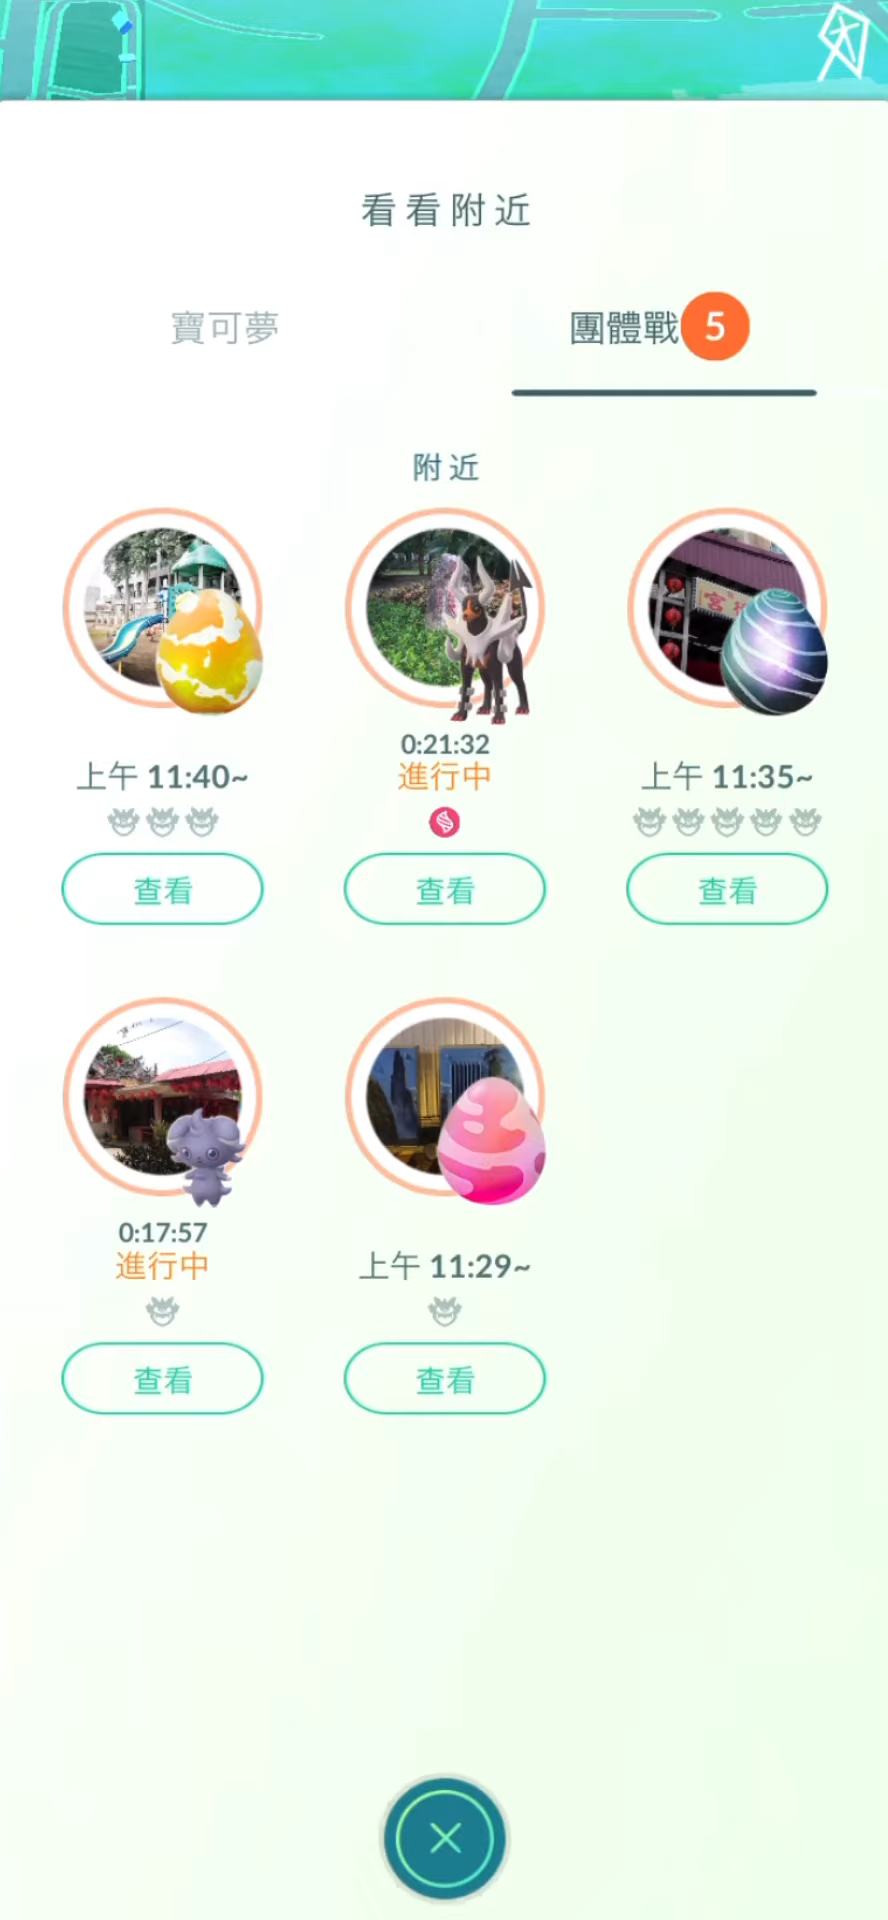 看看附近
寶可夢
團體戰 5
附近
上午 11:40~
查看
0:21:32
進行中
查看
上午 11:35~
查看
0:17:57
進行中
查看
上午 11:29~
查看